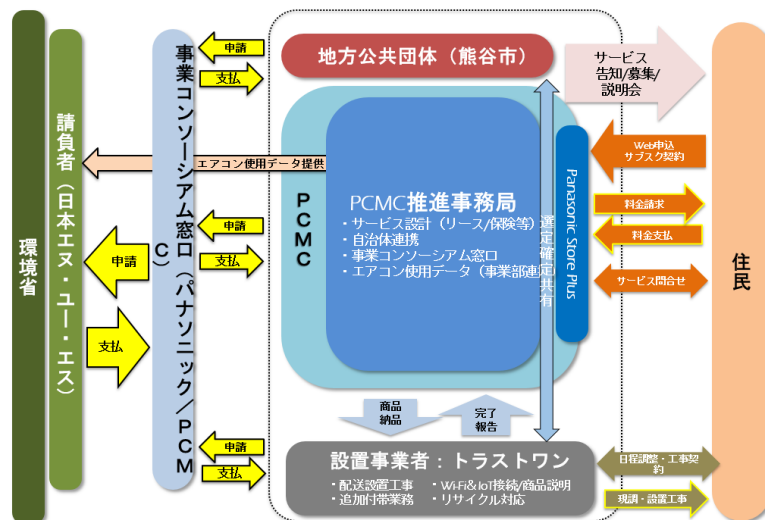 環境省
請負者（日本エヌ・ユー・エス）
申請
支払
事業コンソーシアム窓口（パナソニック／PCM
C）
申請
支払
エアコン使用データ提供
申請
支払
申請
支払
地方公共団体（熊谷市）
PCMC
PCMC推進事務局
・サービス設計（リース/保険等）
・自治体連携
・事業コンソーシアム窓口
・エアコン使用データ（事業部連
選定確定共有
Panasonic Store Plus
商品
納品
完了
報告
設置事業者：トラストワン
・配送設置工事
・Wi-Fi＆IoT接続/商品説明
・追加付帯業務
・リサイクル対応
サービス
告知/募集/
説明会
Web申込
サブスク契約
料金請求
料金支払
サービス問合せ
日程調整・工事契
約
現調・設置工事
住民